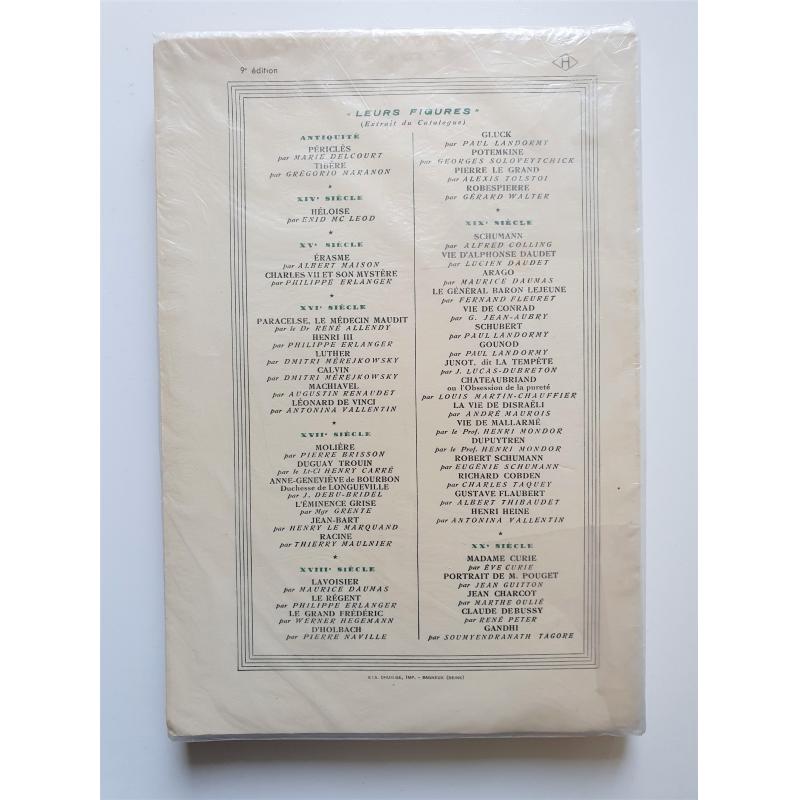 9e édition
H
"LEURS FIGURES"
(Extrait du Catalogue)
ANTIQUITÉ
PÉRICLÈS
par MARIE DELCOURT
TIBÈRE
par GRÉGORIO MARANON
XIVe SIÈCLE
HÉLOISE
par ENID MC LEOD
XVe SIÈCLE
ÉRASME
par ALBERT MAISON
CHARLES VII ET SON MYSTÈRE
par PHILIPPE ERLANGER
XVIe SIÈCLE
PARACELSE, LE MÉDECIN MAUDIT
par le Dr RENÉ ALLENDY
HENRI III
par PHILIPPE ERLANGER
LUTHER
par DMITRI MÉREJKOWSKY
CALVIN
par DMITRI MÉREJKOWSKY
MACHIAVEL
par AUGUSTIN RENAUDET
LÉONARD DE VINCI
par ANTONINA VALLENTIN
XVIIe SIÈCLE
MOLIÈRE
par PIERRE BRISSON
DUGUAY TROUIN
par le Lt-Cl HENRY CARRÉ
ANNE-GENEVIÈVE de BOURBON
Duchesse de LONGUEVILLE
par J. DEBU-BRIDEL
L'ÉMINENCE GRISE
par Mgr GRENTE
JEAN-BART
par HENRY LE MARQUAND
RACINE
par THIERRY MAULNIER
XVIIIe SIÈCLE
LAVOISIER
par MAURICE DAUMAS
LE RÉGENT
par PHILIPPE ERLANGER
LE GRAND FRÉDÉRIC
par WERNER HEGEMANN
D'HOLBACH
par PIERRE NAVILLE
GLUCK
par PAUL LANDORMY
POTEMKINE
par GEORGES SOLOVEYTCHICK
PIERRE LE GRAND
par ALEXIS TOLSTOI
ROBESPIERRE
par GÉRARD WALTER
XIXe SIÈCLE
SCHUMANN
par ALFRED COLLING
VIE D'ALPHONSE DAUDET
par LUCIEN DAUDET
ARAGO
par MAURICE DAUMAS
LE GÉNÉRAL BARON LEJEUNE
par FERNAND FLEURET
VIE DE CONRAD
par G. JEAN-AUBRY
SCHUBERT
par PAUL LANDORMY
GOUNOD
par PAUL LANDORMY
JUNOT, dit LA TEMPÊTE
par J. LUCAS-DUBRETON
CHATEAUBRIAND
ou l'Obsession de la pureté
par LOUIS MARTIN-CHAUFFIER
LA VIE DE DISRAËLI
par ANDRÉ MAUROIS
VIE DE MALLARMÉ
par le Prof. HENRI MONDOR
DUPUYTREN
par le Prof. HENRI MONDOR
ROBERT SCHUMANN
par EUGÉNIE SCHUMANN
RICHARD COBDEN
par CHARLES TAQUEY
GUSTAVE FLAUBERT
par ALBERT THIBAUDET
HENRI HEINE
par ANTONINA VALLENTIN
XXe SIÈCLE
MADAME CURIE
par ÈVE CURIE
PORTRAIT DE M. POUGET
par JEAN GUITTON
JEAN CHARCOT
par MARTHE OULIÉ
CLAUDE DEBUSSY
par RENÉ PETER
GANDHI
par SOUMYENDRANATH TAGORE
IMP. - BAGNEUX (SEINE)